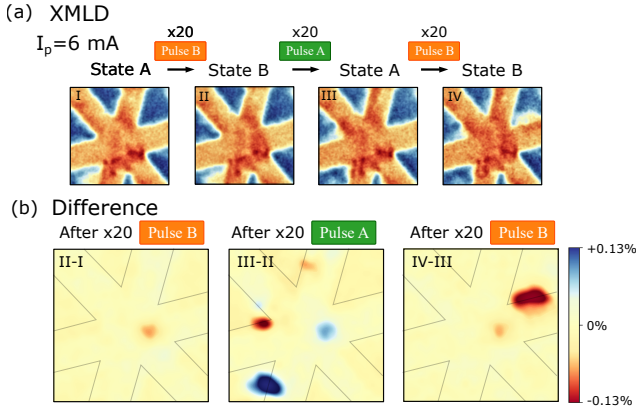 (a) XMLD
I_p=6 mA
x20 x20 x20
Pulse B Pulse A Pulse B
State A State B State A State B
I II III IV
(b) Difference
After x20 Pulse B After x20 Pulse A After x20 Pulse B
II-I III-II IV-III
+0.13%
0%
-0.13%